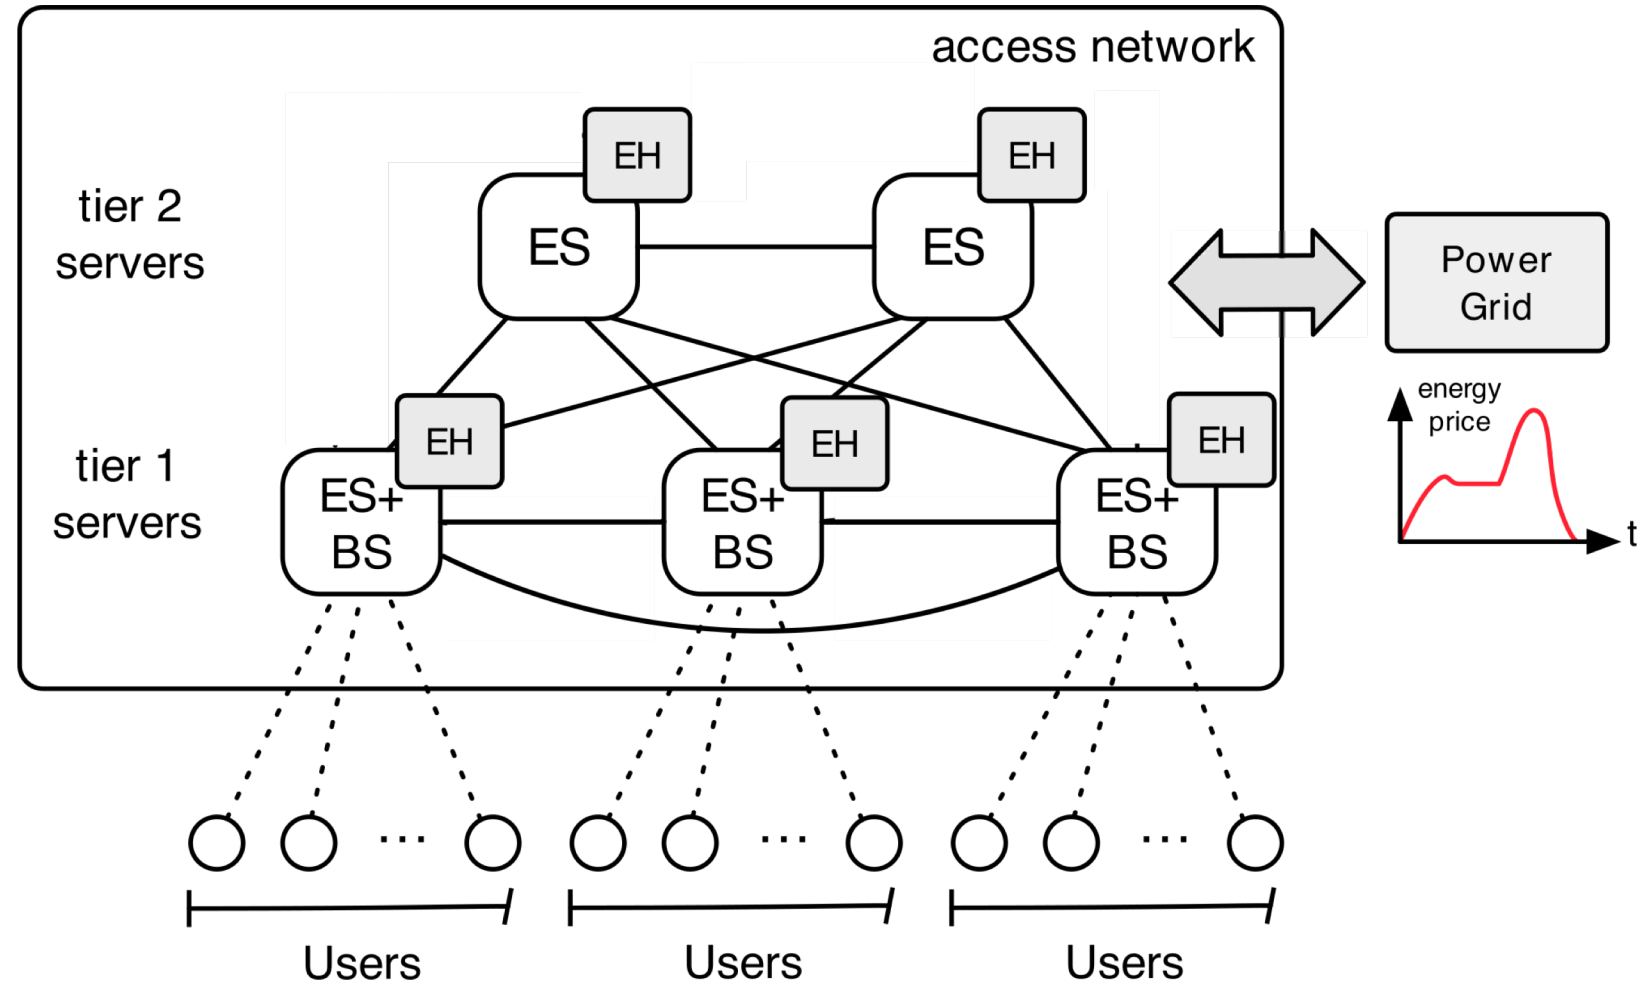 access network
EH
EH
tier 2
servers
ES
ES
Power
Grid
energy
price
EH
EH
EH
tier 1
servers
ES+
BS
ES+
BS
ES+
BS
t
...
...
...
Users
Users
Users